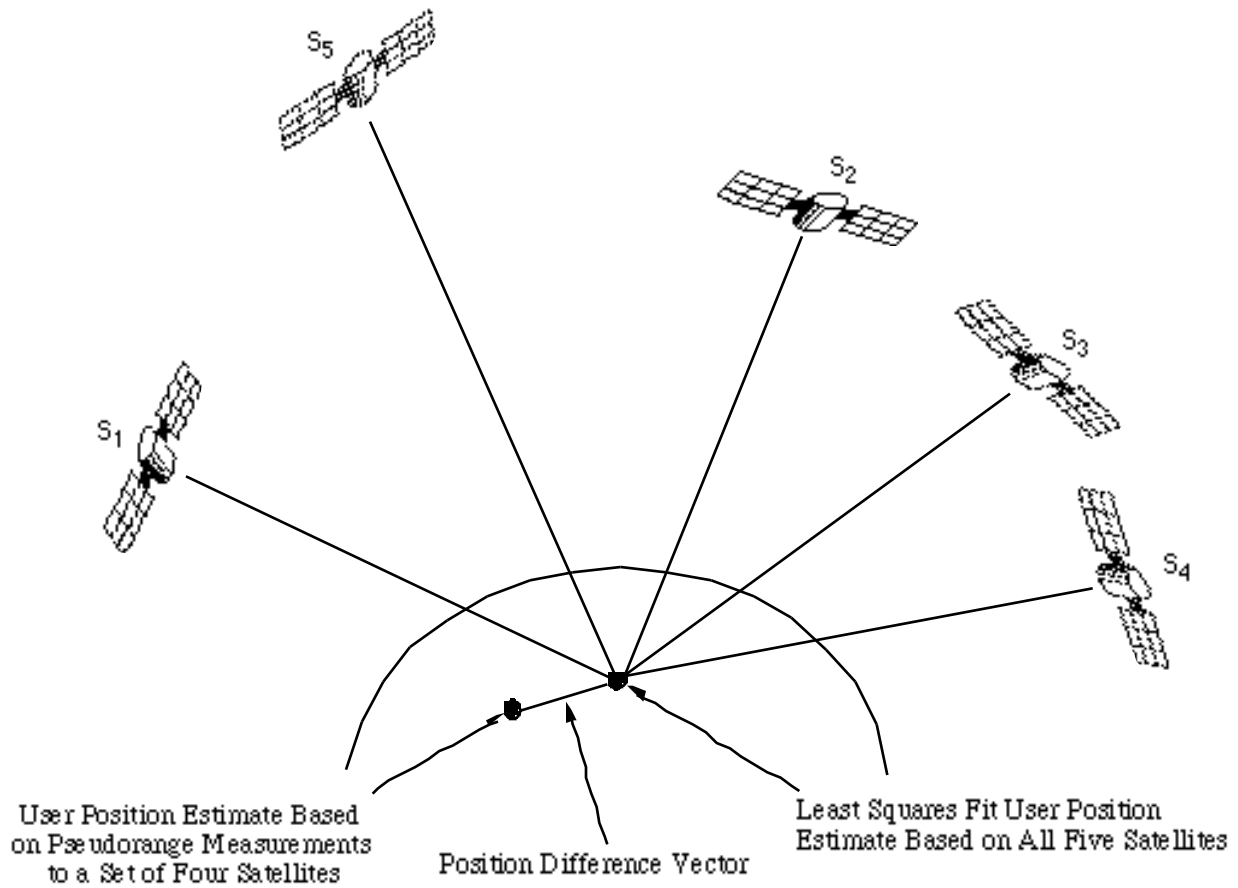 S5
S2
S3
S1
S4
User Position Estimate Based
on Pseudorange Measurements
to a Set of Four Satellites
Position Difference Vector
Least Squares Fit User Position
Estimate Based on All Five Satellites